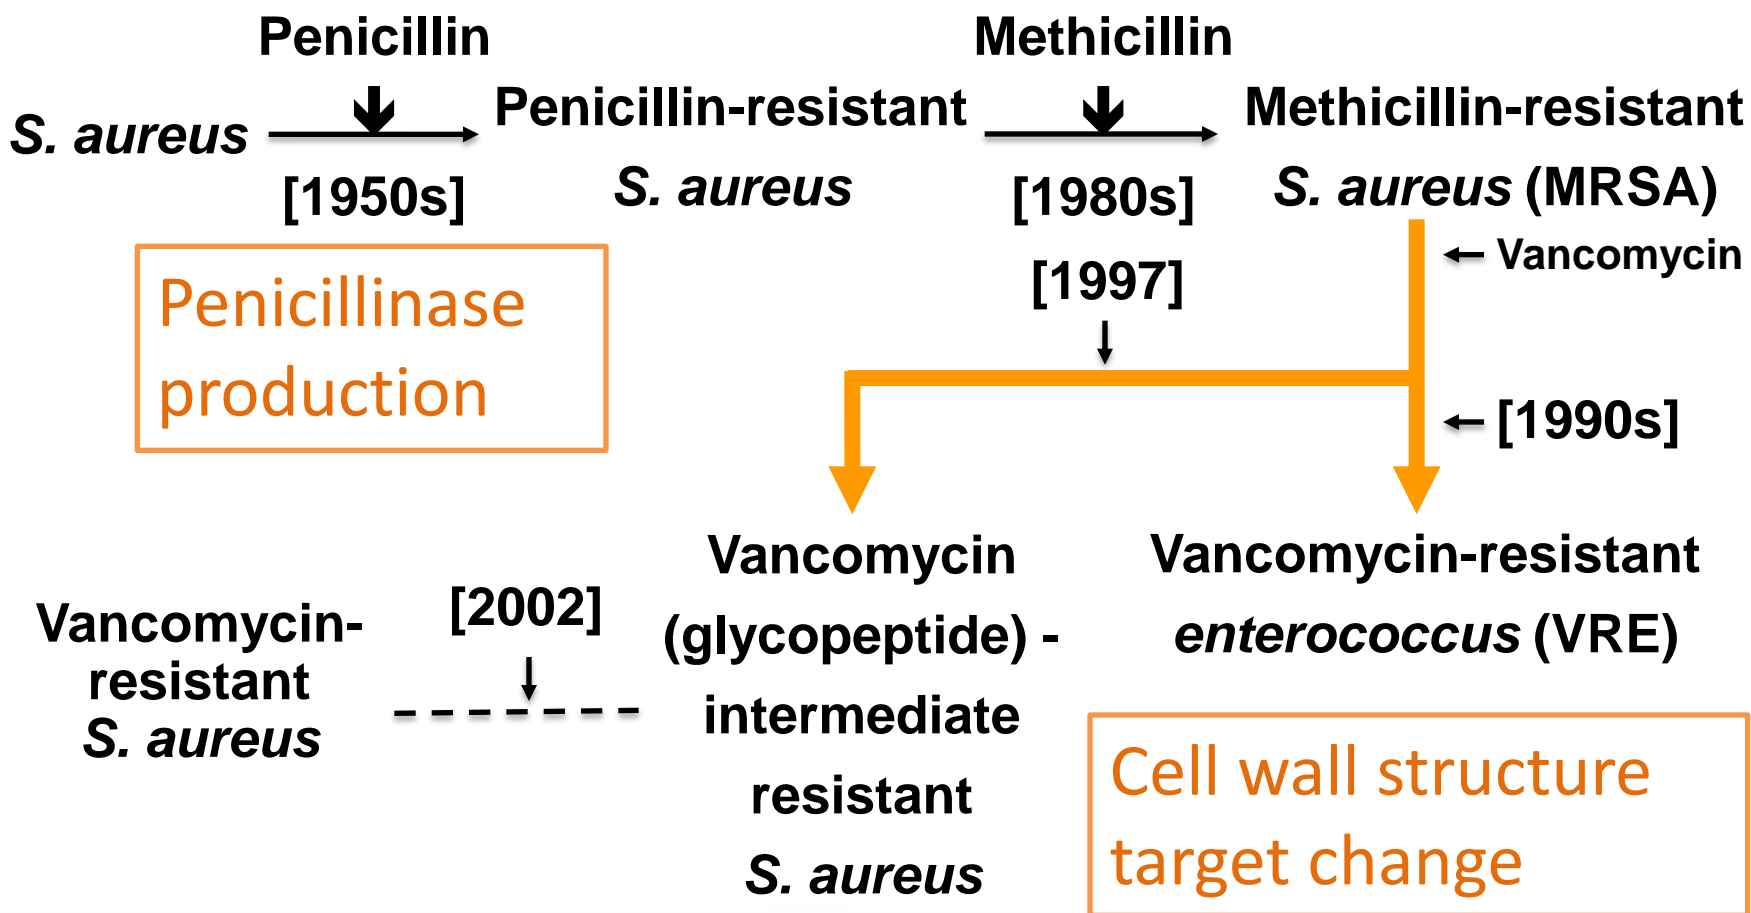 Penicillin
Methicillin
S. aureus
Penicillin-resistant
S. aureus
Methicillin-resistant
S. aureus (MRSA)
[1950s]
[1980s]
Penicillinase
production
[1997]
Vancomycin
[1990s]
Vancomycin
(glycopeptide) -
intermediate
resistant
S. aureus
Vancomycin-resistant
enterococcus (VRE)
[2002]
Vancomycin-
resistant
S. aureus
Cell wall structure
target change